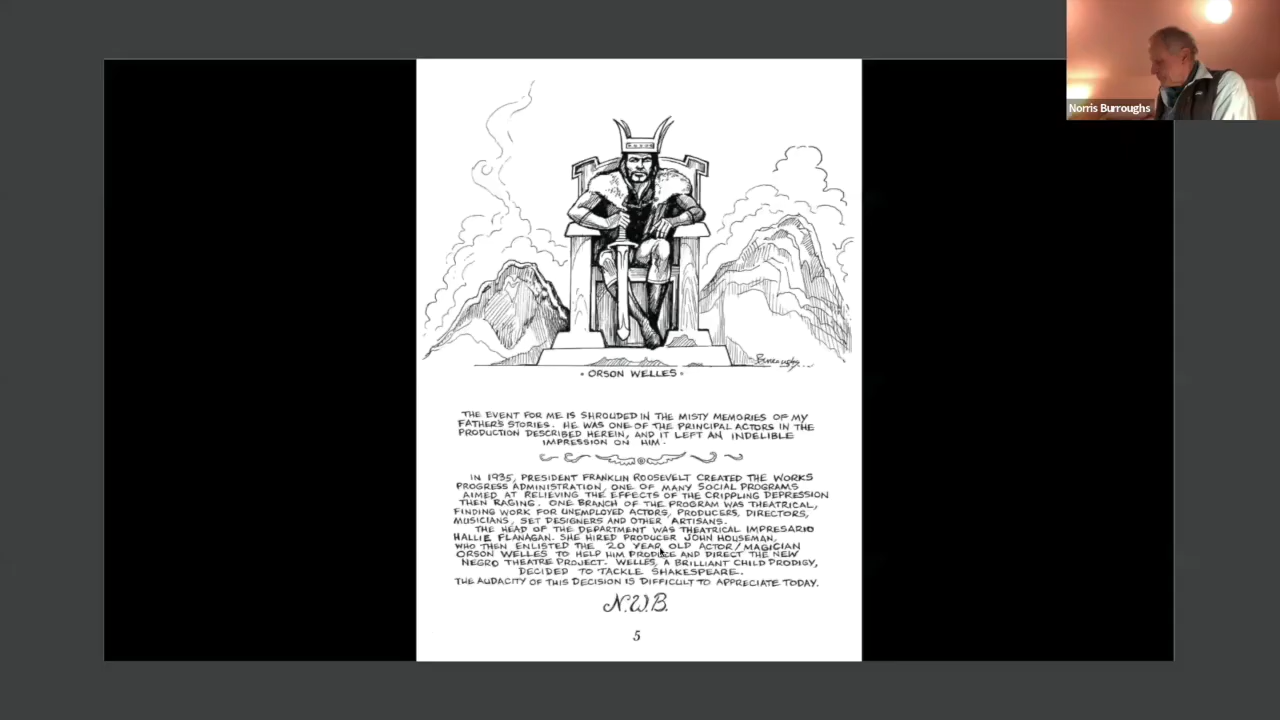 Norris Burroughs
Burroughs
• ORSON WELLES •
THE EVENT FOR ME IS SHROUDED IN THE MISTY MEMORIES OF MY
FATHER'S STORIES. HE WAS ONE OF THE PRINCIPAL ACTORS IN THE
PRODUCTION DESCRIBED HEREIN, AND IT LEFT AN INDELIBLE
IMPRESSION ON HIM.
IN 1935, PRESIDENT FRANKLIN ROOSEVELT CREATED THE WORKS
PROGRESS ADMINISTRATION, ONE OF MANY SOCIAL PROGRAMS
AIMED AT RELIEVING THE EFFECTS OF THE CRIPPLING DEPRESSION
THEN RAGING. ONE BRANCH OF THE PROGRAM WAS THEATRICAL,
FINDING WORK FOR UNEMPLOYED ACTORS, PRODUCERS, DIRECTORS,
MUSICIANS, SET DESIGNERS AND OTHER ARTISANS.
THE HEAD OF THE DEPARTMENT WAS THEATRICAL IMPRESARIO
HALLIE FLANAGAN. SHE HIRED PRODUCER JOHN HOUSEMAN,
WHO THEN ENLISTED THE 20 YEAR OLD ACTOR/MAGICIAN
ORSON WELLES TO HELP HIM PRODUCE AND DIRECT THE NEW
NEGRO THEATRE PROJECT. WELLES, A BRILLIANT CHILD PRODIGY,
DECIDED TO TACKLE SHAKESPEARE.
THE AUDACITY OF THIS DECISION IS DIFFICULT TO APPRECIATE TODAY.
N.W.B.
5